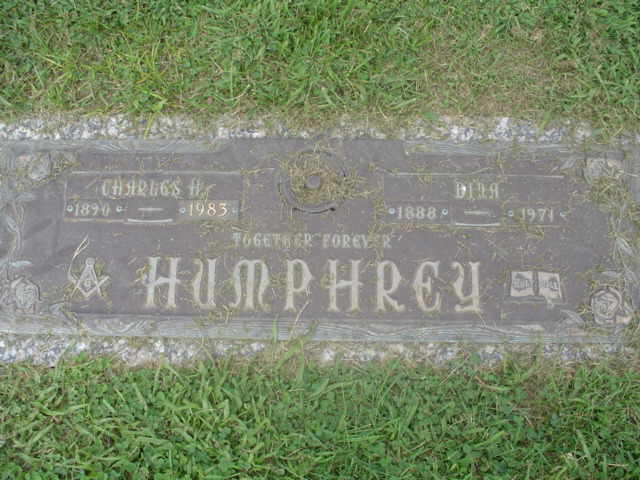 CHARLES H.
1890 1983
DINA
1888 1971
TOGETHER FOREVER
HUMPHREY